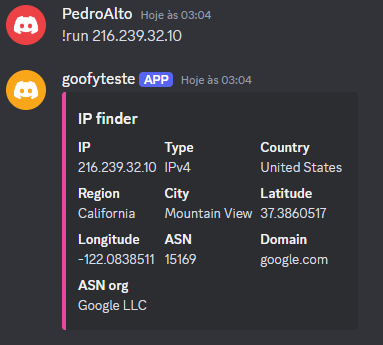 PedroAlto Hoje às 03:04
!run 216.239.32.10
goofyteste APP Hoje às 03:04
IP finder
IP Type Country
216.239.32.10 IPv4 United States
Region City Latitude
California Mountain View 37.3860517
Longitude ASN Domain
-122.0838511 15169 google.com
ASN org
Google LLC